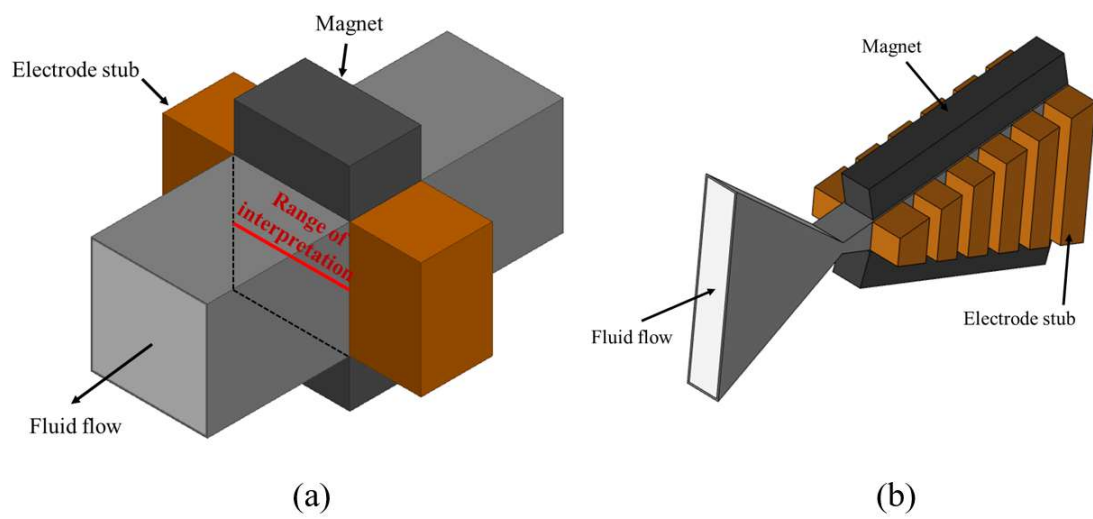 Magnet
Electrode stub
Range of
interpretation
Fluid flow
(a)
Magnet
Fluid flow
Electrode stub
(b)